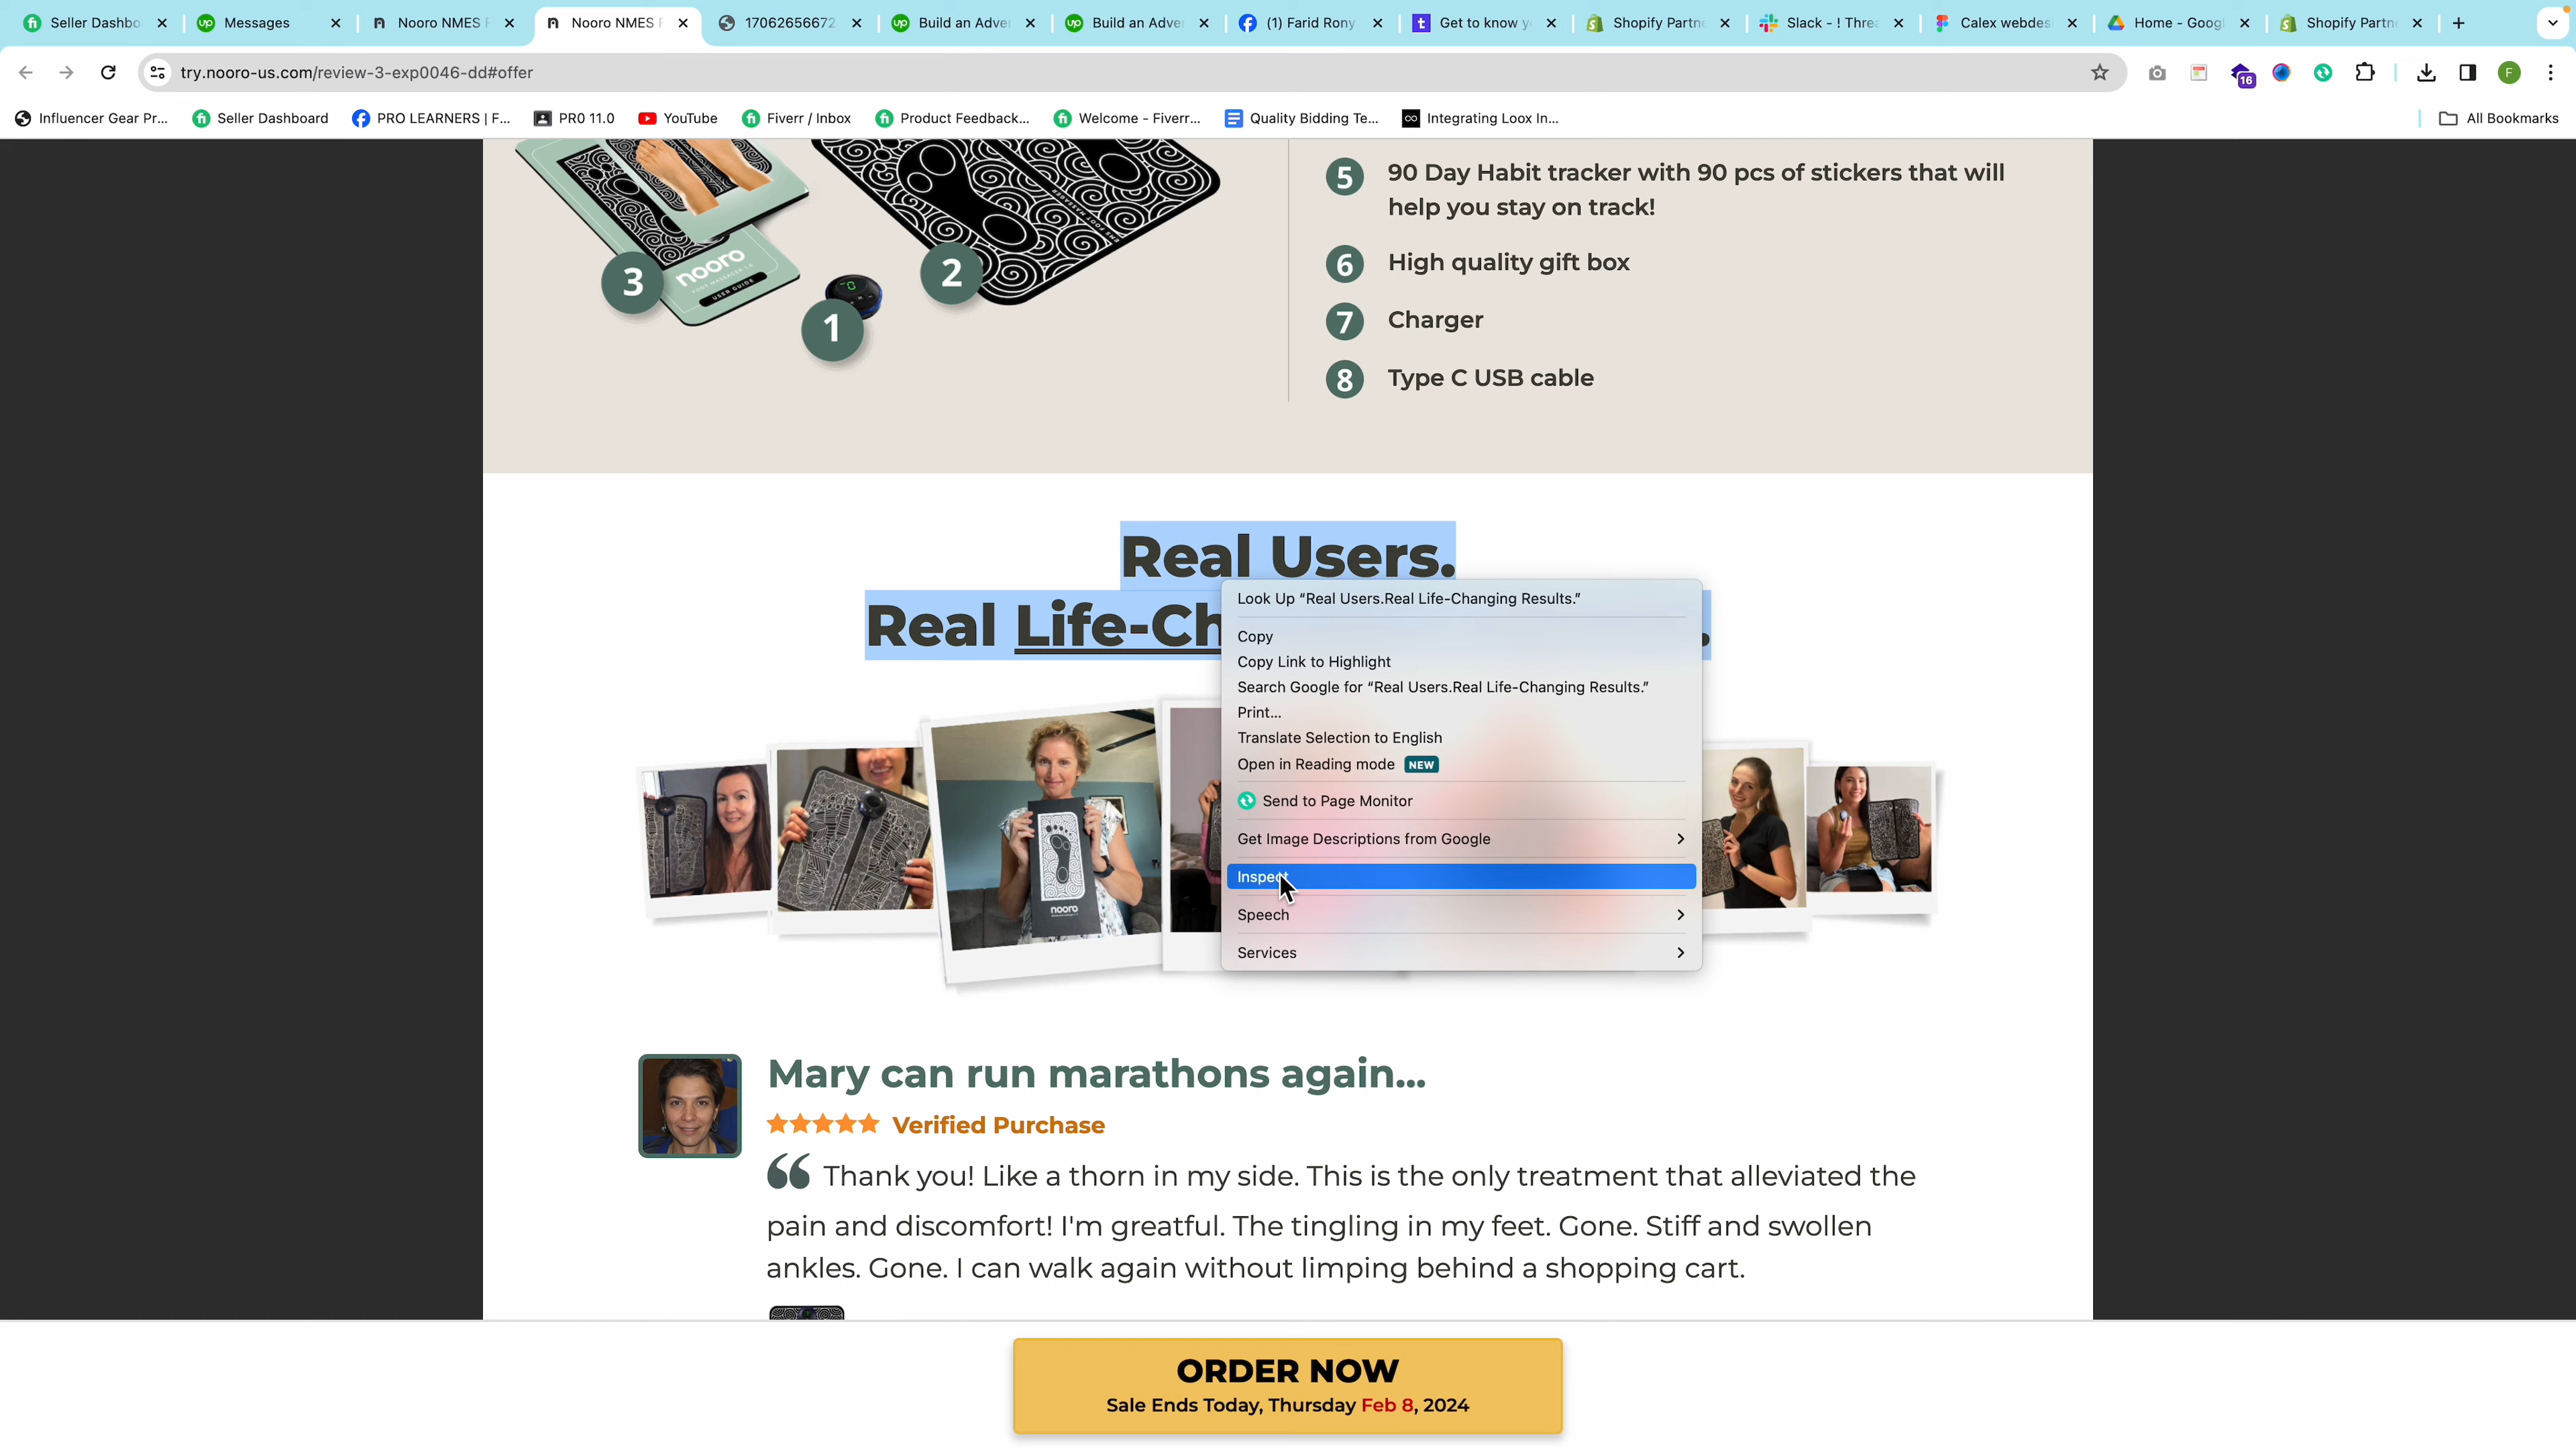 Seller Dashbo
Messages
Nooro NMES F
Nooro NMES F
17062656672
Build an Adve
Build an Adve
(1) Farid Rony
Get to know y
Shopify Partn
Slack - ! Threa
Calex webdes
Home - Goog
Shopify Partn
try.nooro-us.com/review-3-exp0046-dd#offer
16
F
Influencer Gear Pr...
Seller Dashboard
PRO LEARNERS | F...
PRO 11.0
YouTube
Fiverr / Inbox
Product Feedback...
Welcome - Fiverr...
Quality Bidding Te...
Integrating Loox In...
All Bookmarks
3
nooro
USER GUIDE
1
2
5 90 Day Habit tracker with 90 pcs of stickers that will
help you stay on track!
6 High quality gift box
7 Charger
8 Type C USB cable
Real Users.
Real Life-Ch
.
Look Up “Real Users.Real Life-Changing Results.”
Copy
Copy Link to Highlight
Search Google for “Real Users.Real Life-Changing Results.”
Print...
Translate Selection to English
Open in Reading mode NEW
Send to Page Monitor
Get Image Descriptions from Google
Inspect
Speech
Services
nooro
Mary can run marathons again...
Verified Purchase
“ Thank you! Like a thorn in my side. This is the only treatment that alleviated the
pain and discomfort! I'm greatful. The tingling in my feet. Gone. Stiff and swollen
ankles. Gone. I can walk again without limping behind a shopping cart.
ORDER NOW
Sale Ends Today, Thursday Feb 8, 2024